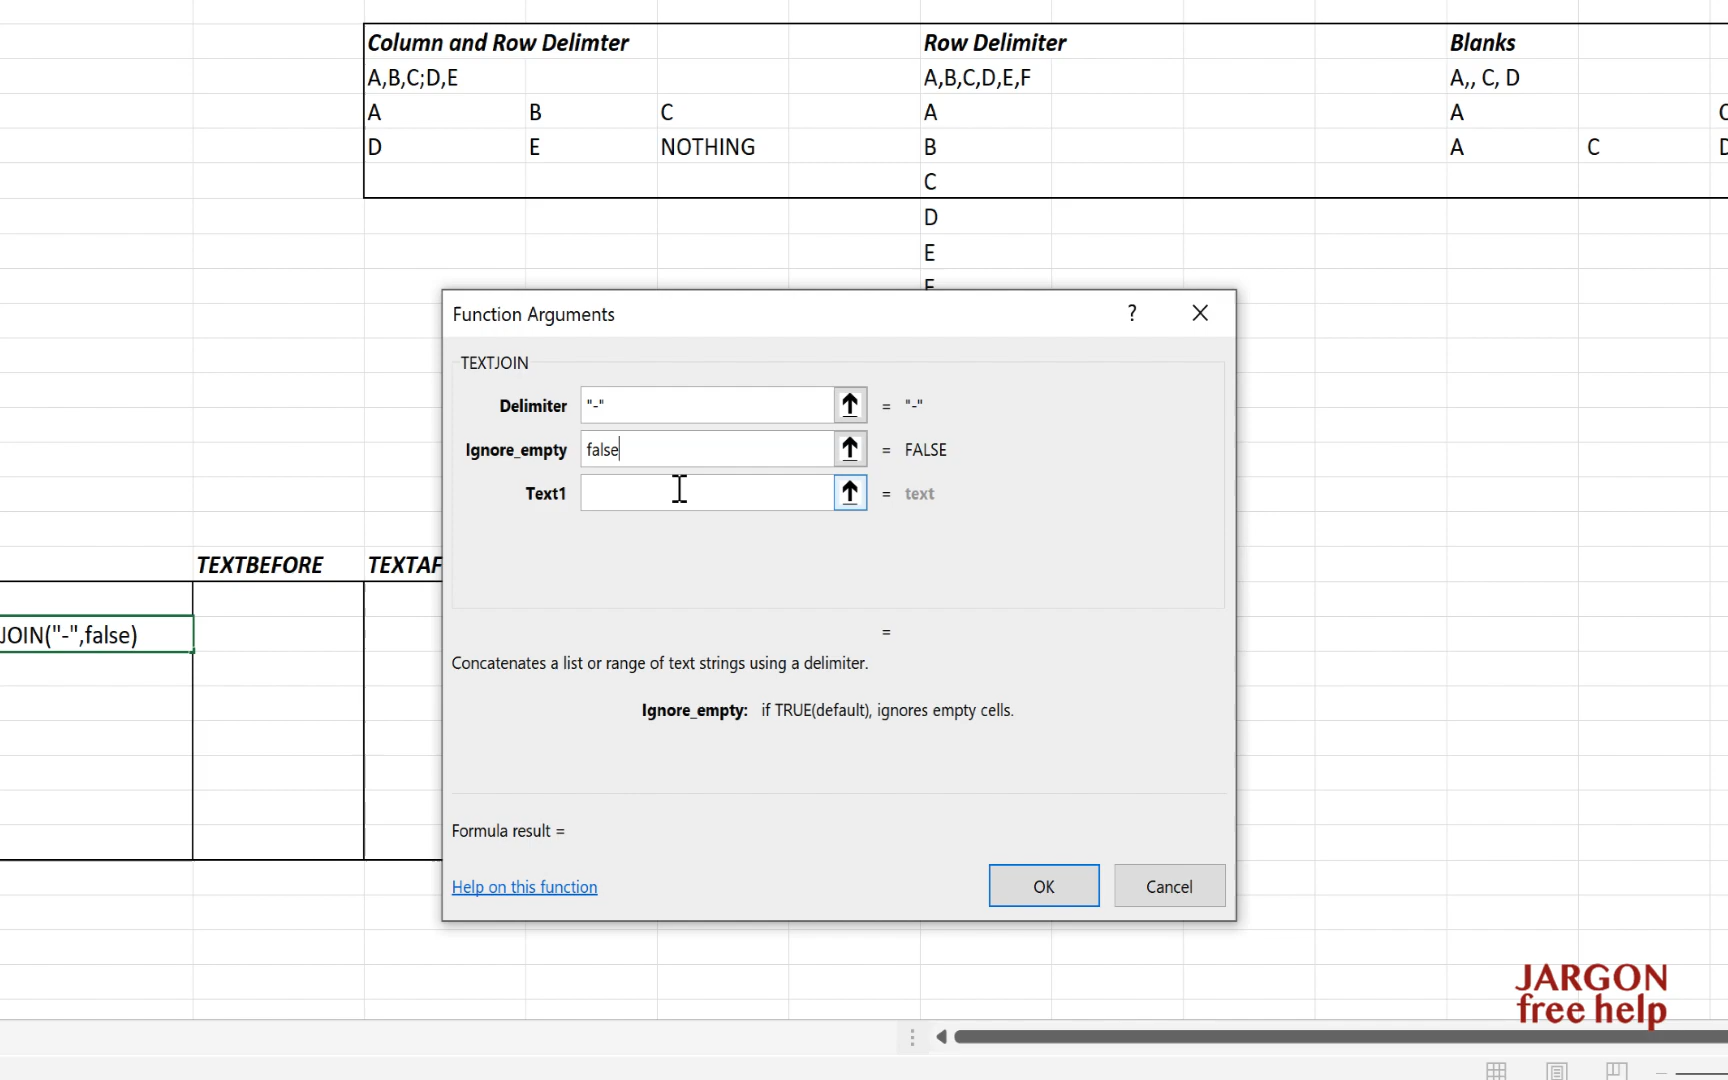 Column and Row Delimter Row Delimiter Blanks
A,B,C;D,E A,B,C,D,E,F A,, C, D
A B C A A
D E NOTHING B A C
C
D
E
Function Arguments ?
TEXTJOIN
Delimiter "-" = "-"
Ignore_empty false = FALSE
Text1 = text
TEXTBEFORE TEXTAF
JOIN("-",false)
=
Concatenates a list or range of text strings using a delimiter.
Ignore_empty: if TRUE(default), ignores empty cells.
Formula result =
Help on this function OK Cancel
JARGON
free help